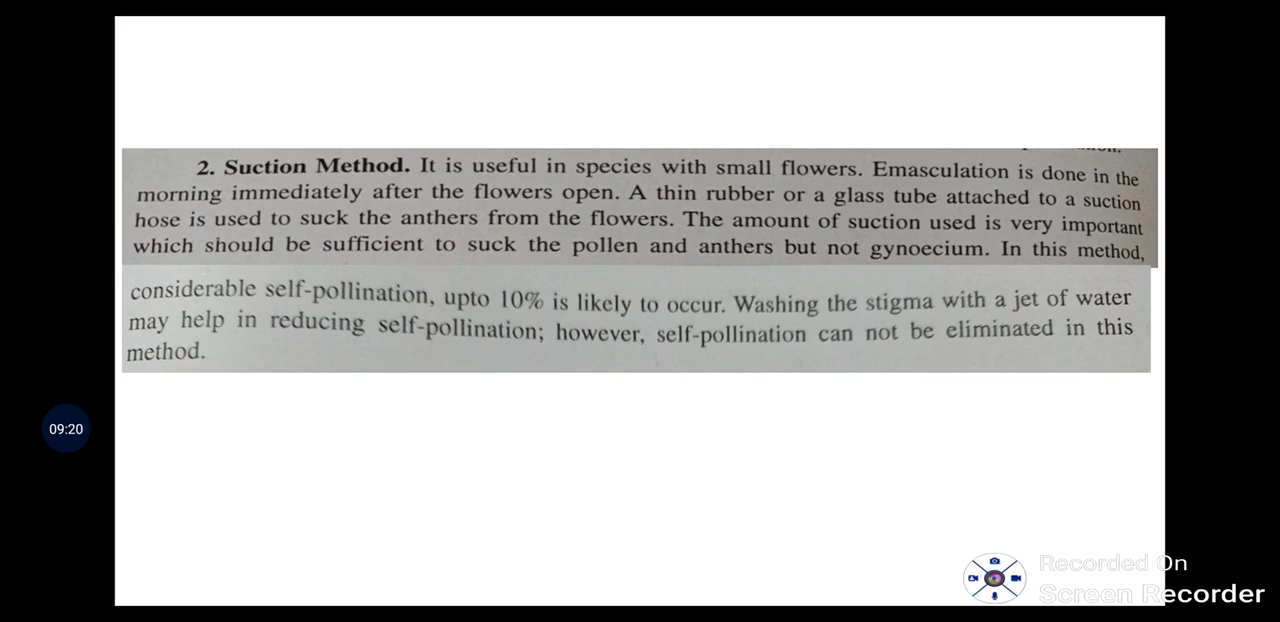 2. Suction Method. It is useful in species with small flowers. Emasculation is done in the
morning immediately after the flowers open. A thin rubber or a glass tube attached to a suction
hose is used to suck the anthers from the flowers. The amount of suction used is very important
which should be sufficient to suck the pollen and anthers but not gynoecium. In this method,
considerable self-pollination, upto 10% is likely to occur. Washing the stigma with a jet of water
may help in reducing self-pollination; however, self-pollination can not be eliminated in this
method.
09:20
Recorded On
Screen Recorder